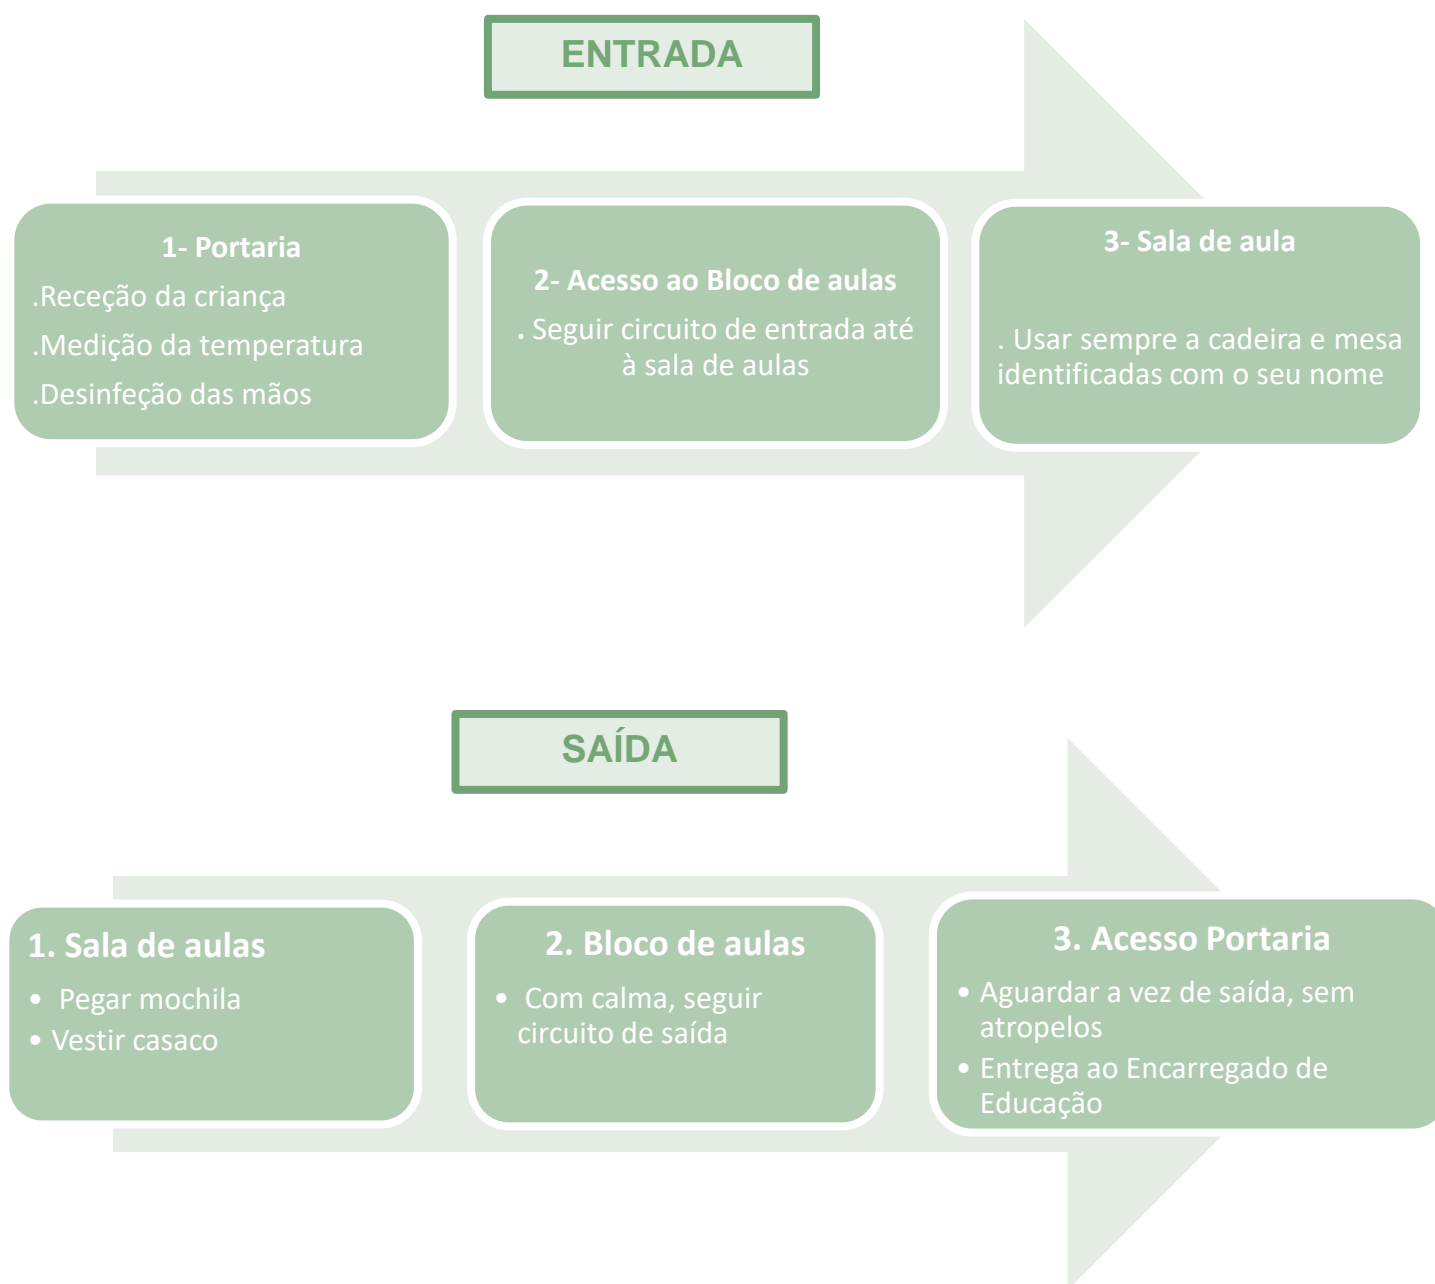 ENTRADA
1- Portaria
.Receção da criança
.Medição da temperatura
.Desinfeção das mãos
2- Acesso ao Bloco de aulas
. Seguir circuito de entrada até
à sala de aulas
3- Sala de aula
. Usar sempre a cadeira e mesa
identificadas com o seu nome
SAÍDA
1. Sala de aulas
• Pegar mochila
• Vestir casaco
2. Bloco de aulas
• Com calma, seguir
circuito de saída
3. Acesso Portaria
• Aguardar a vez de saída, sem
atropelos
• Entrega ao Encarregado de
Educação